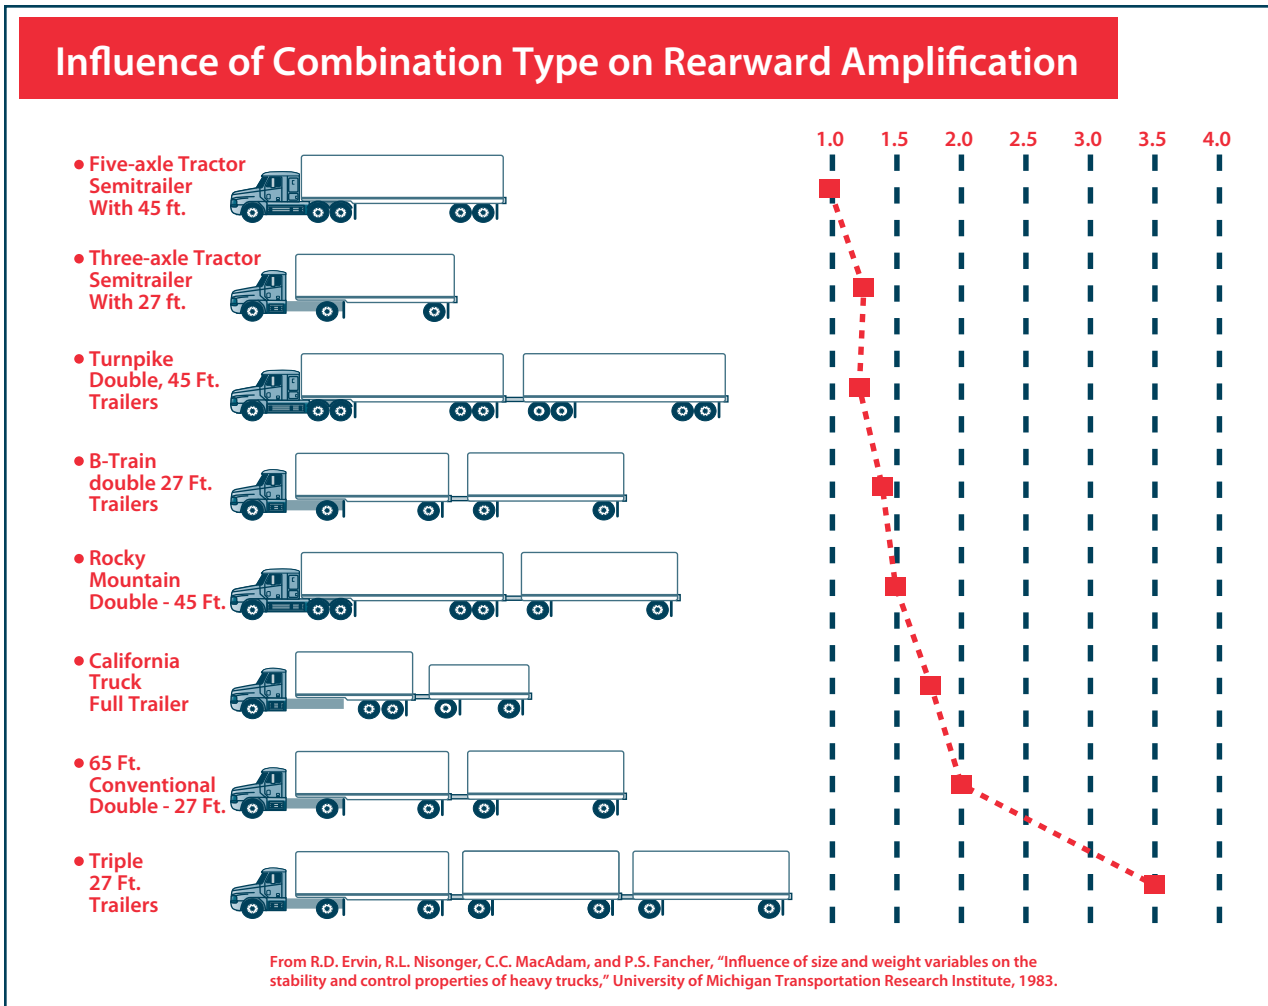 Influence of Combination Type on Rearward Amplification
1.0 1.5 2.0 2.5 3.0 3.5 4.0
• Five-axle Tractor
Semitrailer
With 45 ft.
• Three-axle Tractor
Semitrailer
With 27 ft.
• Turnpike
Double, 45 Ft.
Trailers
• B-Train
double 27 Ft.
Trailers
• Rocky
Mountain
Double - 45 Ft.
• California
Truck
Full Trailer
• 65 Ft.
Conventional
Double - 27 Ft.
• Triple
27 Ft.
Trailers
From R.D. Ervin, R.L. Nisonger, C.C. MacAdam, and P.S. Fancher, “Influence of size and weight variables on the
stability and control properties of heavy trucks,” University of Michigan Transportation Research Institute, 1983.